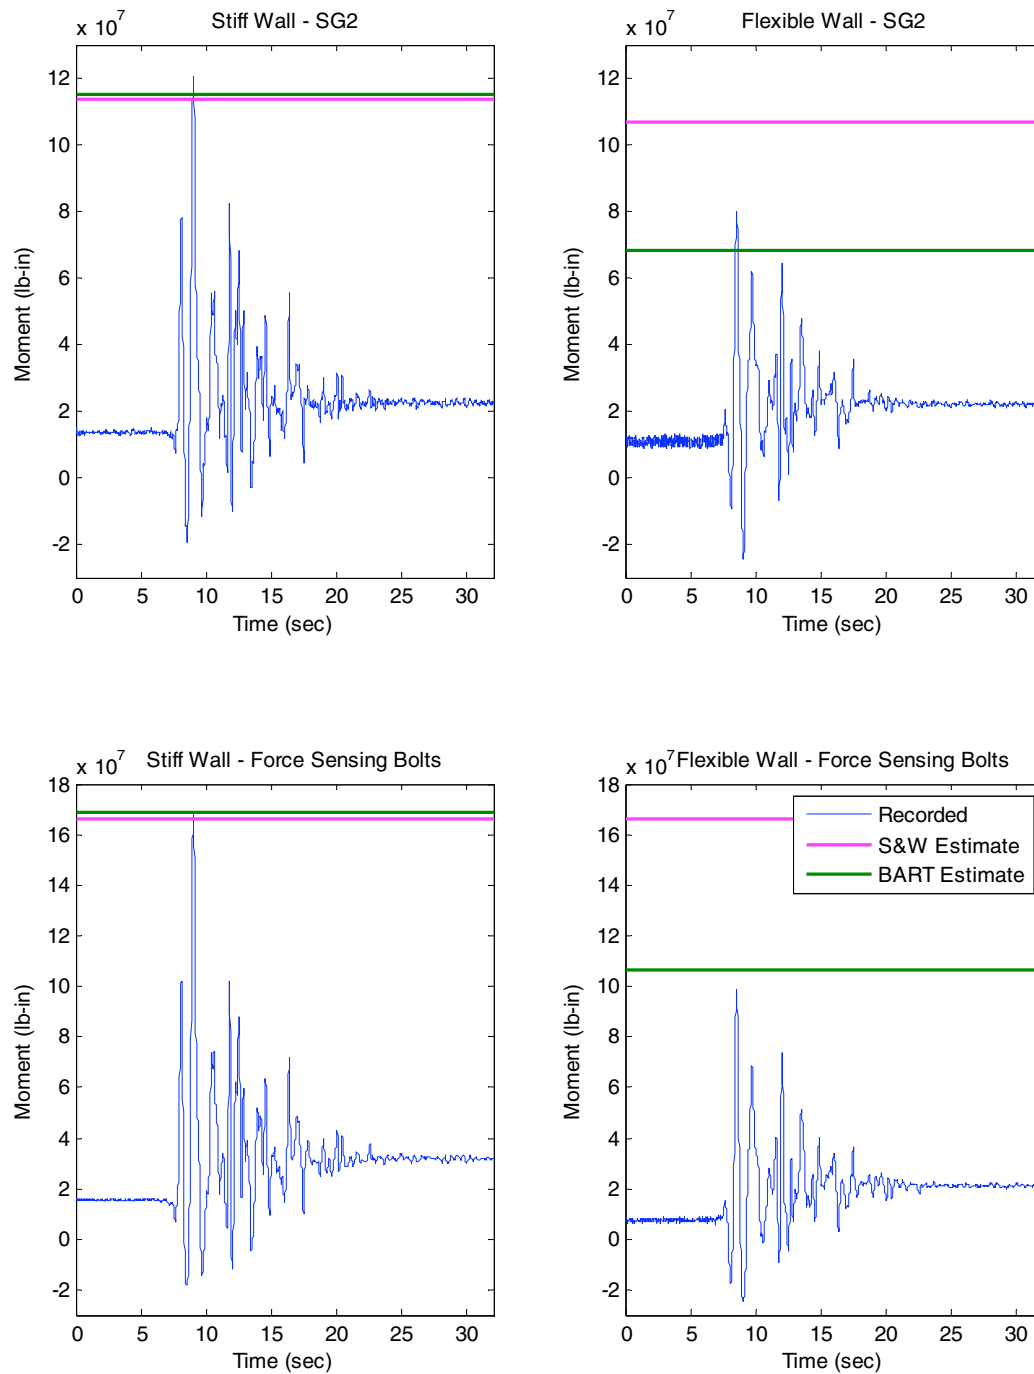 x 10^7
Stiff Wall - SG2
12
10
8
6
4
2
0
-2
Moment (lb-in)
0 5 10 15 20 25 30
Time (sec)
x 10^7
Flexible Wall - SG2
12
10
8
6
4
2
0
-2
Moment (lb-in)
0 5 10 15 20 25 30
Time (sec)
x 10^7
Stiff Wall - Force Sensing Bolts
18
16
14
12
10
8
6
4
2
0
-2
Moment (lb-in)
0 5 10 15 20 25 30
Time (sec)
x 10^7
Flexible Wall - Force Sensing Bolts
18
16
14
12
10
8
6
4
2
0
-2
Moment (lb-in)
Recorded
S&W Estimate
BART Estimate
0 5 10 15 20 25 30
Time (sec)